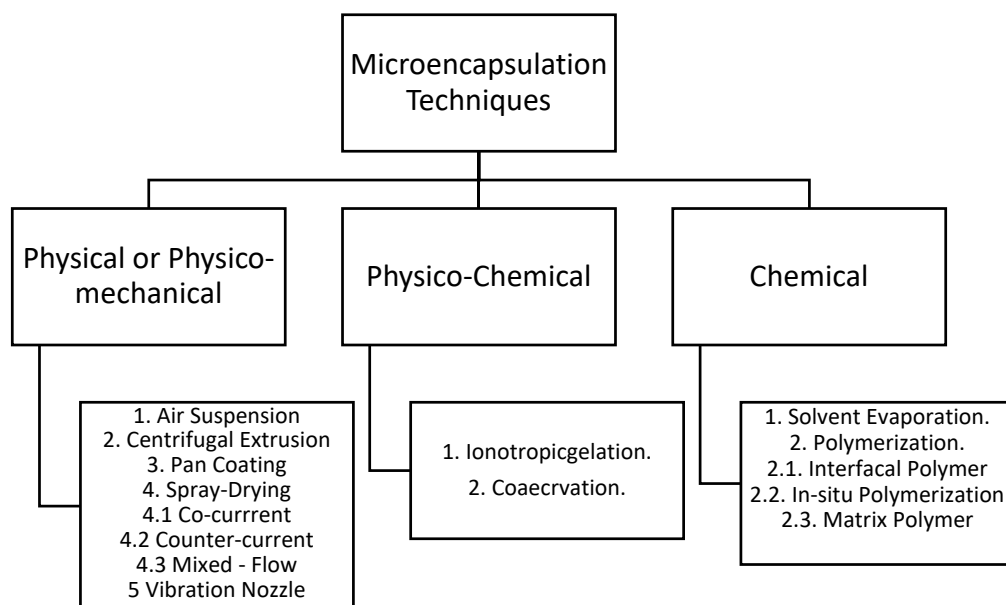 Microencapsulation
Techniques
Physical or Physico-
mechanical
Physico-Chemical
Chemical
1. Air Suspension
2. Centrifugal Extrusion
3. Pan Coating
4. Spray-Drying
4.1 Co-currrent
4.2 Counter-current
4.3 Mixed - Flow
5 Vibration Nozzle
1. Ionotropicgelation.
2. Coaecrvation.
1. Solvent Evaporation.
2. Polymerization.
2.1. Interfacal Polymer
2.2. In-situ Polymerization
2.3. Matrix Polymer